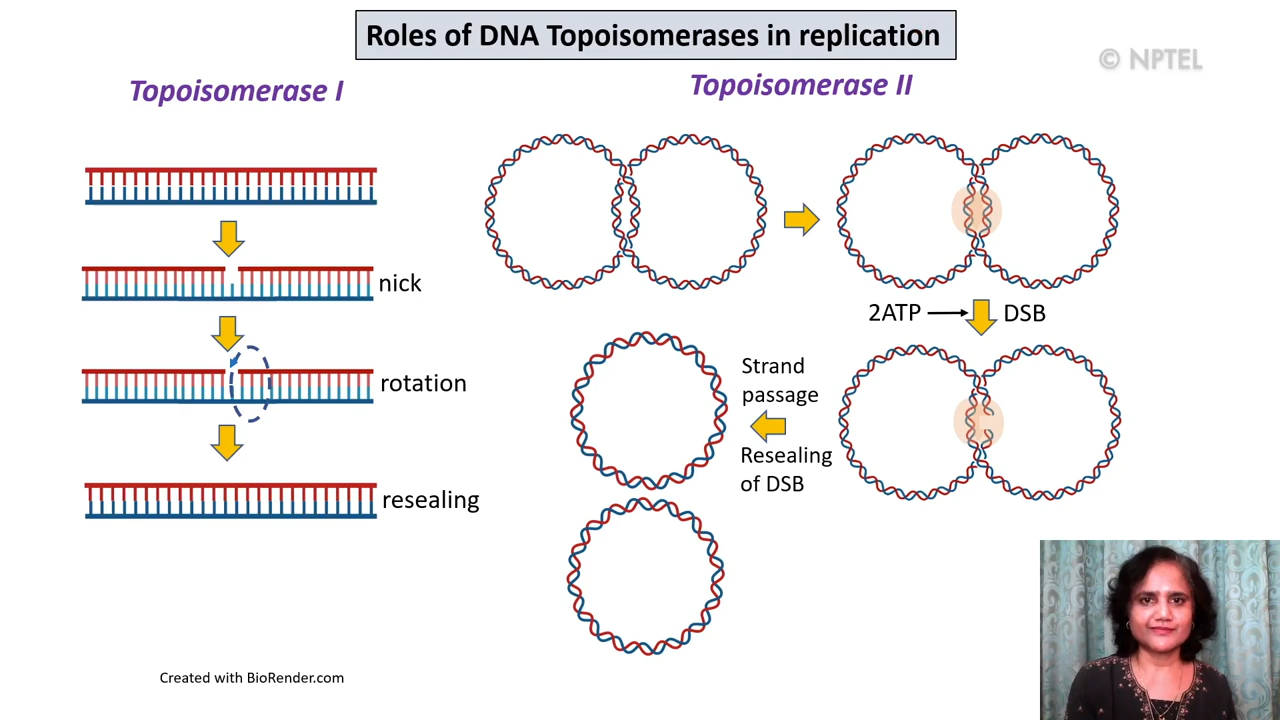 Roles of DNA Topoisomerases in replication
© NPTEL
Topoisomerase I
Topoisomerase II
nick
rotation
resealing
2ATP
DSB
Strand
passage
Resealing
of DSB
Created with BioRender.com